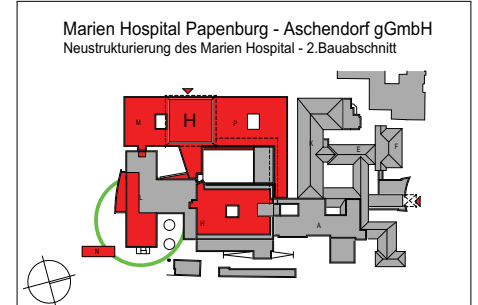 Marien Hospital Papenburg - Aschendorf gGmbH
Neustrukturierung des Marien Hospital - 2.Bauabschnitt
M H P
K E F
L
H A
N